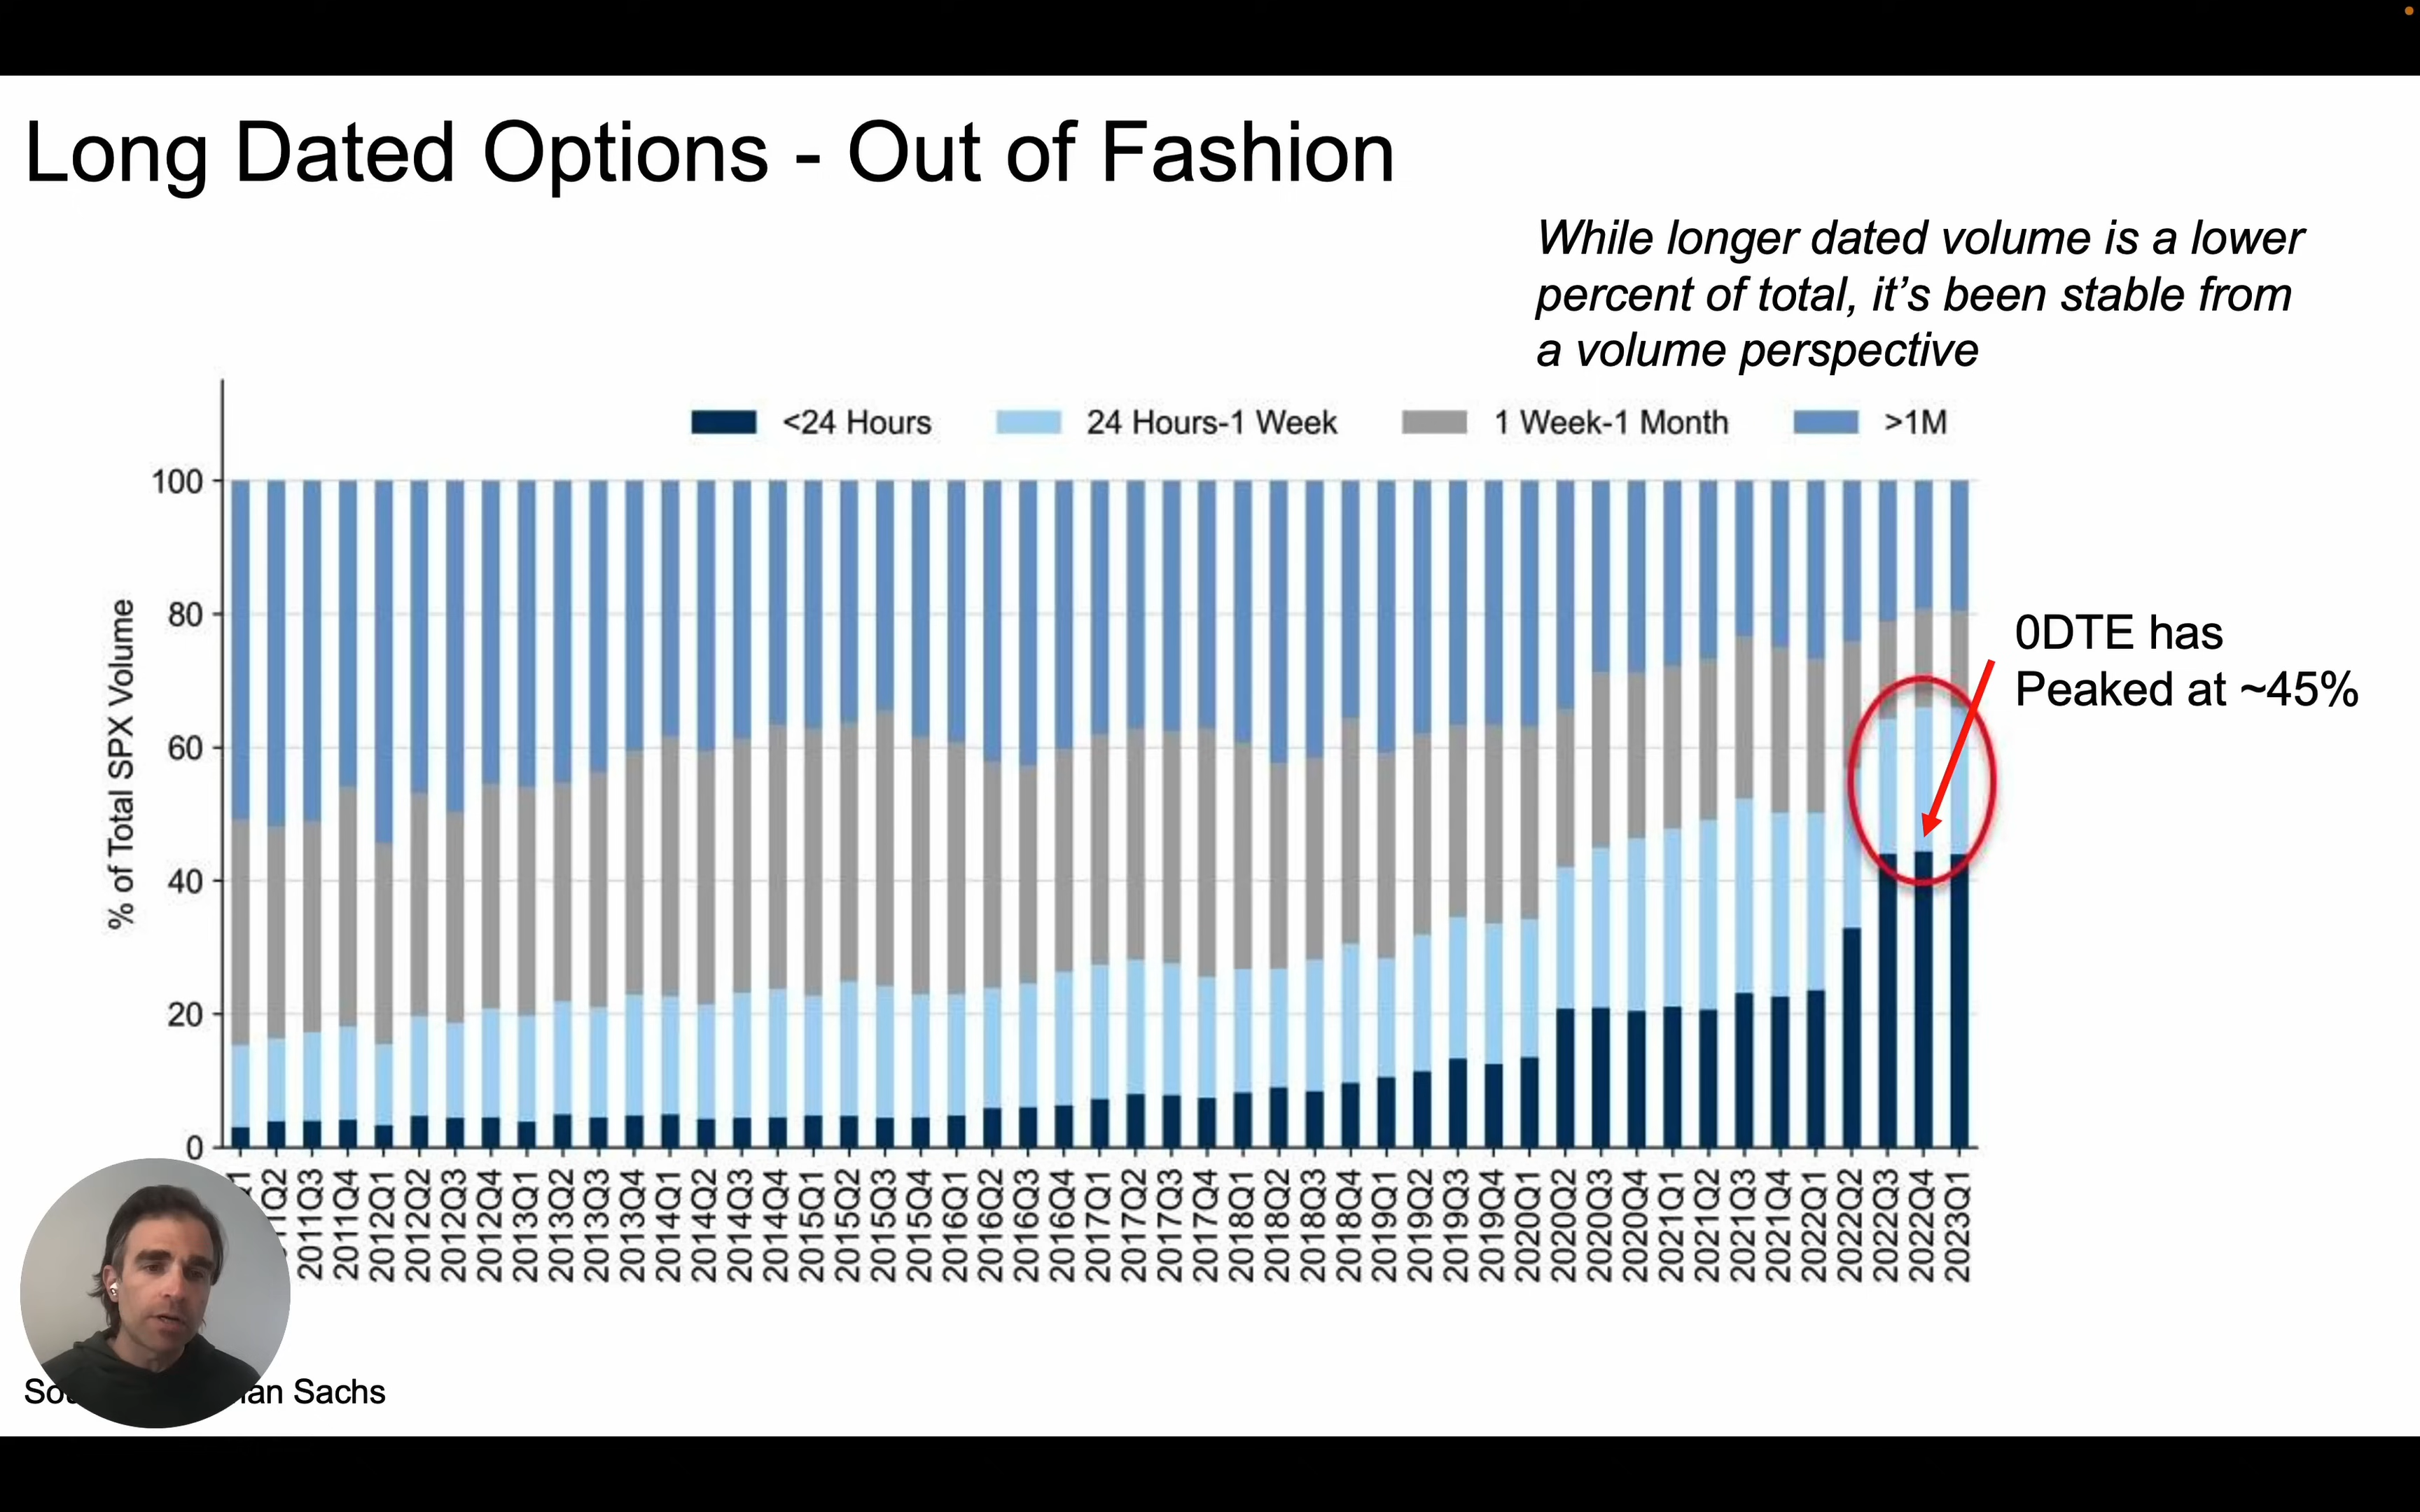 Long Dated Options - Out of Fashion
While longer dated volume is a lower
percent of total, it's been stable from
a volume perspective
<24 Hours 24 Hours-1 Week 1 Week-1 Month >1M
% of Total SPX Volume
100
80
60
40
20
0
0DTE has
Peaked at ~45%
2011Q3
2011Q4
2012Q1
2012Q2
2012Q3
2012Q4
2013Q1
2013Q2
2013Q3
2013Q4
2014Q1
2014Q2
2014Q3
2014Q4
2015Q1
2015Q2
2015Q3
2015Q4
2016Q1
2016Q2
2016Q3
2016Q4
2017Q1
2017Q2
2017Q3
2017Q4
2018Q1
2018Q2
2018Q3
2018Q4
2019Q1
2019Q2
2019Q3
2019Q4
2020Q1
2020Q2
2020Q3
2020Q4
2021Q1
2021Q2
2021Q3
2021Q4
2022Q1
2022Q2
2022Q3
2022Q4
2023Q1
Sachs